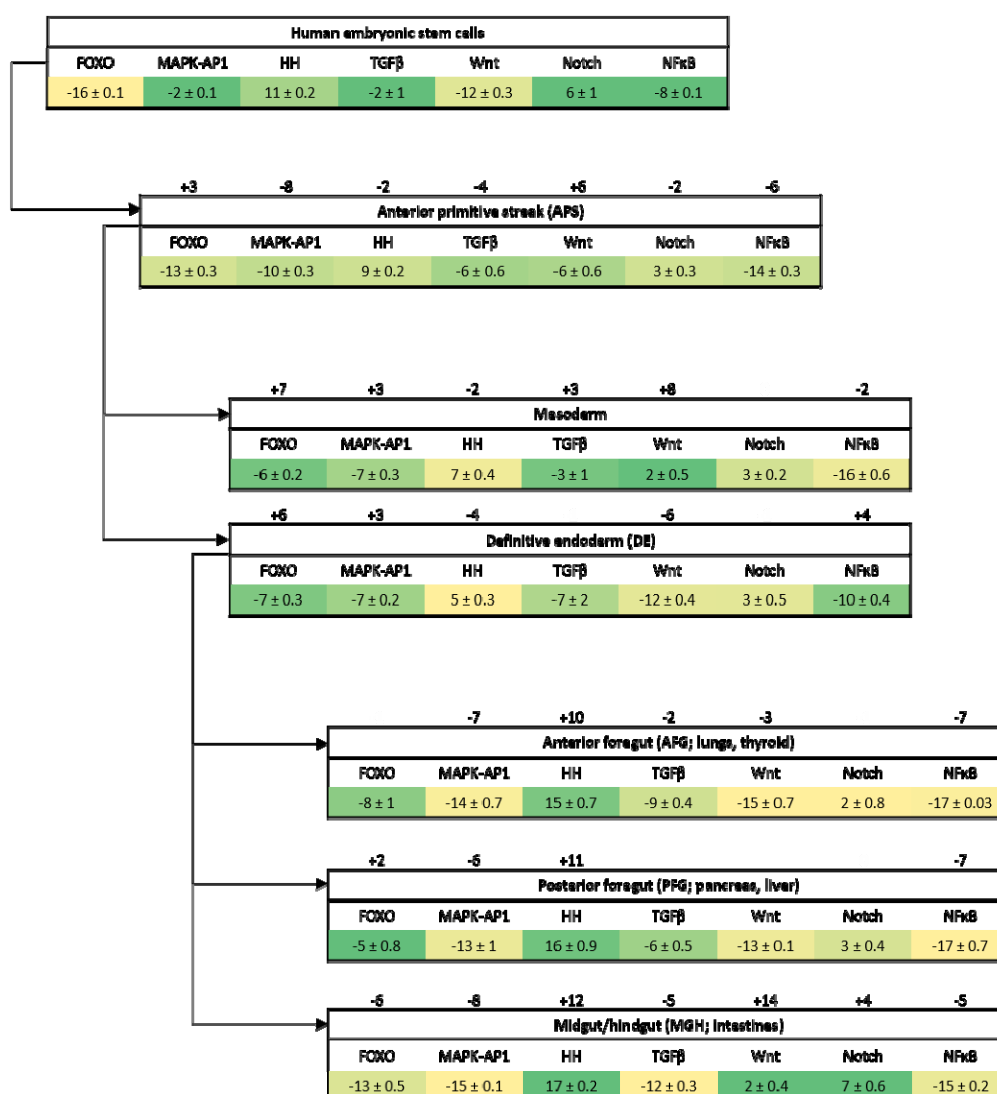 Human embryonic stem cells
FOXO MAPK-AP1 HH TGFβ Wnt Notch NFκB
-16 ± 0.1 -2 ± 0.1 11 ± 0.2 -2 ± 1 -12 ± 0.3 6 ± 1 -8 ± 0.1
+3 -8 -2 -4 +6 -2 -6
Anterior primitive streak (APS)
FOXO MAPK-AP1 HH TGFβ Wnt Notch NFκB
-13 ± 0.3 -10 ± 0.3 9 ± 0.2 -6 ± 0.6 -6 ± 0.6 3 ± 0.3 -14 ± 0.3
+7 +3 -2 +3 +8 -2
Mesoderm
FOXO MAPK-AP1 HH TGFβ Wnt Notch NFκB
-6 ± 0.2 -7 ± 0.3 7 ± 0.4 -3 ± 1 2 ± 0.5 3 ± 0.2 -16 ± 0.6
+6 +3 -4 -6 +4
Definitive endoderm (DE)
FOXO MAPK-AP1 HH TGFβ Wnt Notch NFκB
-7 ± 0.3 -7 ± 0.2 5 ± 0.3 -7 ± 2 -12 ± 0.4 3 ± 0.5 -10 ± 0.4
-7 +10 -2 -3 -7
Anterior foregut (AFG; lungs, thyroid)
FOXO MAPK-AP1 HH TGFβ Wnt Notch NFκB
-8 ± 1 -14 ± 0.7 15 ± 0.7 -9 ± 0.4 -15 ± 0.7 2 ± 0.8 -17 ± 0.03
+2 -6 +11 -7
Posterior foregut (PFG; pancreas, liver)
FOXO MAPK-AP1 HH TGFβ Wnt Notch NFκB
-5 ± 0.8 -13 ± 1 16 ± 0.9 -6 ± 0.5 -13 ± 0.1 3 ± 0.4 -17 ± 0.7
-6 -8 +12 -5 +14 +4 -5
Midgut/hindgut (MGH; intestines)
FOXO MAPK-AP1 HH TGFβ Wnt Notch NFκB
-13 ± 0.5 -15 ± 0.1 17 ± 0.2 -12 ± 0.3 2 ± 0.4 7 ± 0.6 -15 ± 0.2